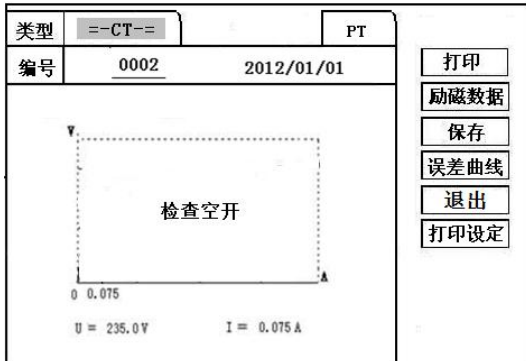 类型 =-CT-= PT
编号 0002 2012/01/01
打印
励磁数据
保存
误差曲线
退出
打印设定
V
检查空开
A
0 0.075
U = 235.0V I = 0.075A